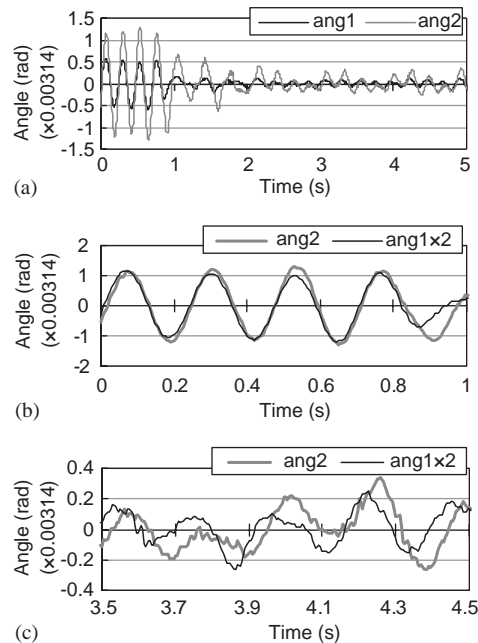 ang1 ang2
Angle (rad)
(×0.00314)
1.5
1
0.5
0
-0.5
-1
-1.5
0 1 2 3 4 5
Time (s)
(a)
ang2 ang1×2
Angle (rad)
(×0.00314)
2
1
0
-1
-2
0 0.2 0.4 0.6 0.8 1
Time (s)
(b)
ang2 ang1×2
Angle (rad)
(×0.00314)
0.4
0.2
0
-0.2
0.4
3.5 3.7 3.9 4.1 4.3 4.5
Time (s)
(c)